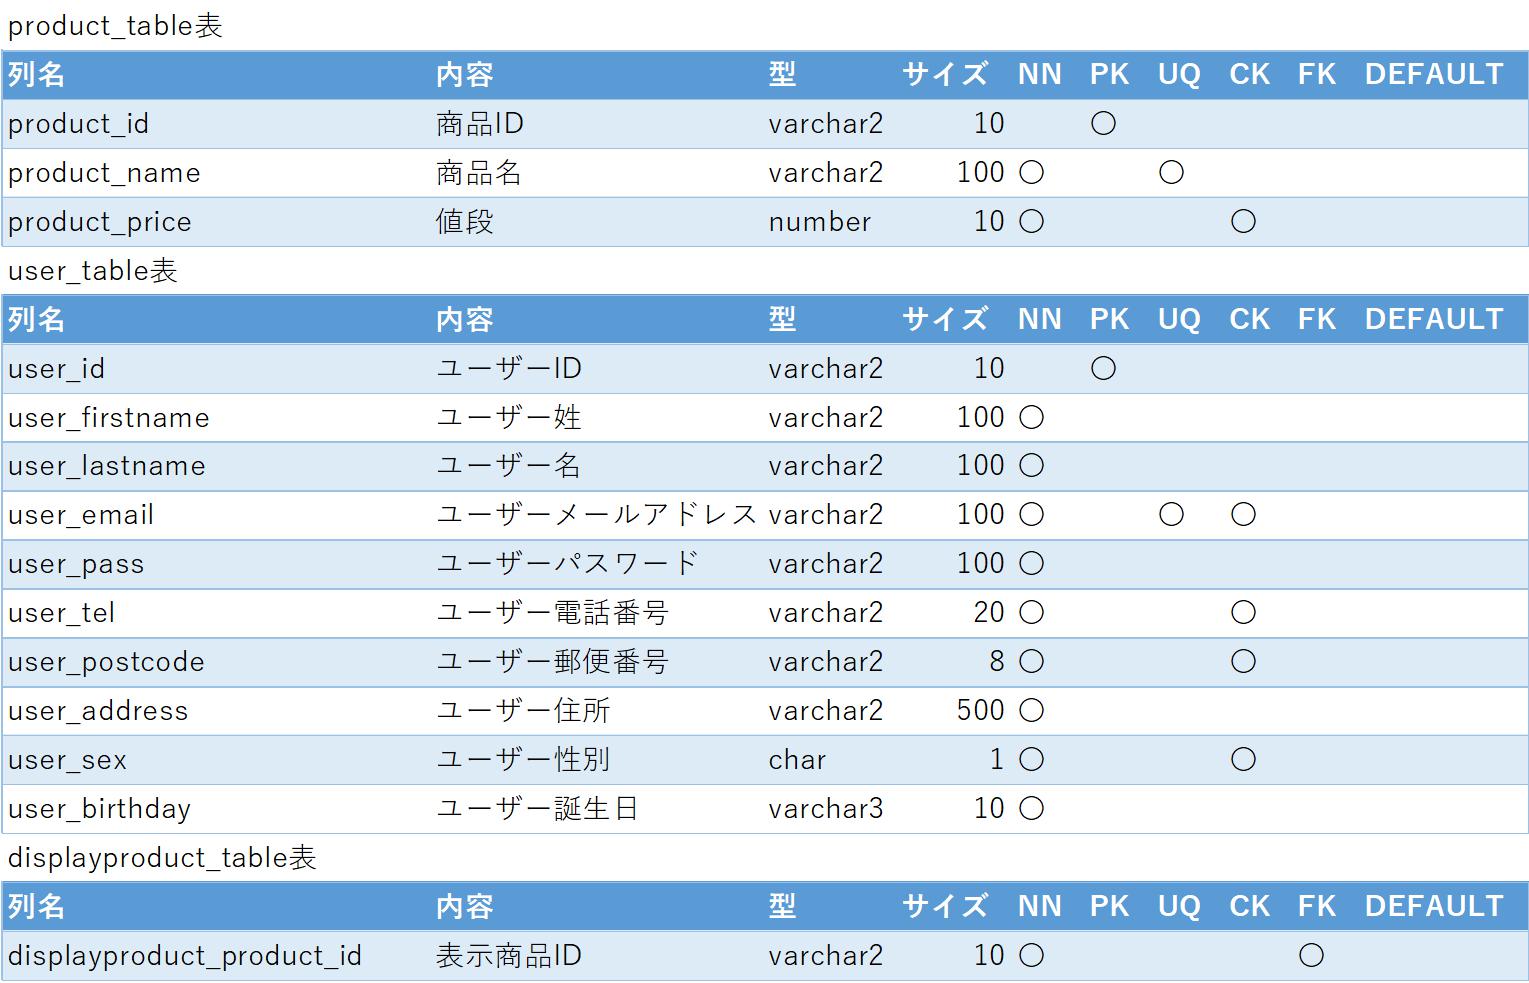 product_table表
列名 内容 型 サイズ NN PK UQ CK FK DEFAULT
product_id 商品ID varchar2 10 ○
product_name 商品名 varchar2 100 ○ ○
product_price 値段 number 10 ○ ○
user_table表
列名 内容 型 サイズ NN PK UQ CK FK DEFAULT
user_id ユーザーID varchar2 10 ○
user_firstname ユーザー姓 varchar2 100 ○
user_lastname ユーザー名 varchar2 100 ○
user_email ユーザーメールアドレス varchar2 100 ○ ○ ○
user_pass ユーザーパスワード varchar2 100 ○
user_tel ユーザー電話番号 varchar2 20 ○ ○
user_postcode ユーザー郵便番号 varchar2 8 ○ ○
user_address ユーザー住所 varchar2 500 ○
user_sex ユーザー性別 char 1 ○ ○
user_birthday ユーザー誕生日 varchar3 10 ○
displayproduct_table表
列名 内容 型 サイズ NN PK UQ CK FK DEFAULT
displayproduct_product_id 表示商品ID varchar2 10 ○ ○